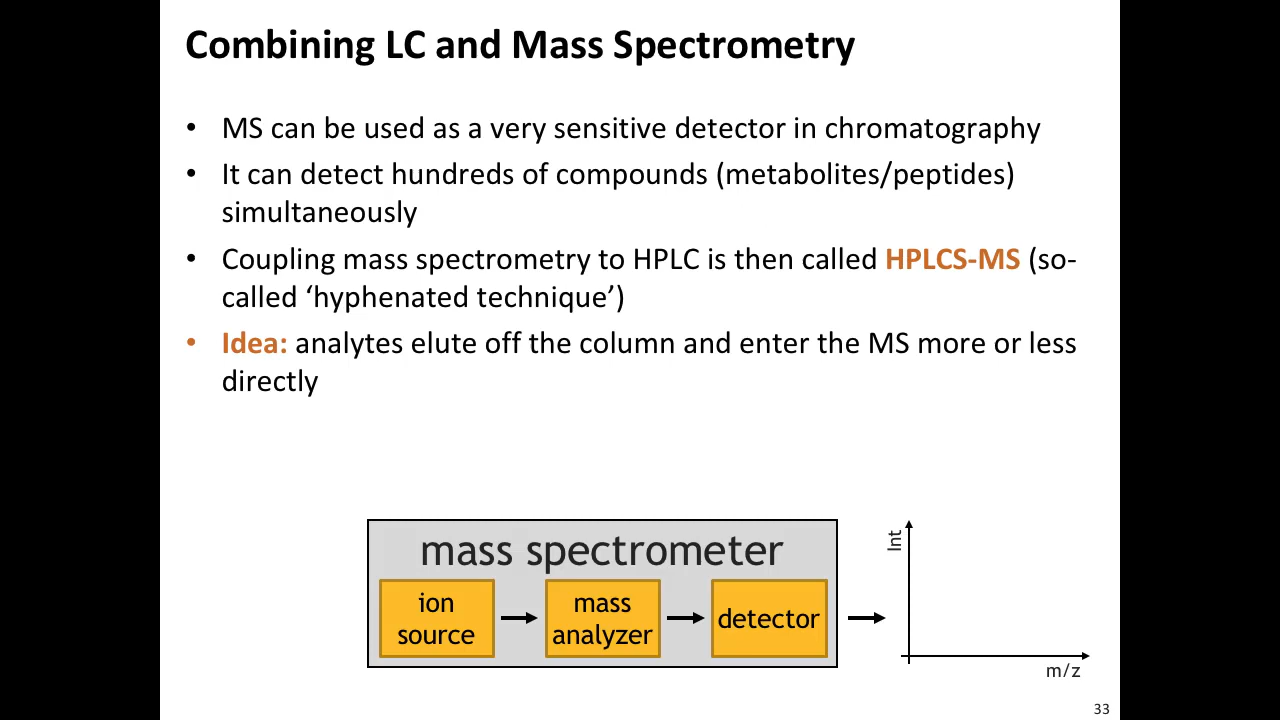 Combining LC and Mass Spectrometry
• MS can be used as a very sensitive detector in chromatography
• It can detect hundreds of compounds (metabolites/peptides)
simultaneously
• Coupling mass spectrometry to HPLC is then called HPLCS-MS (so-
called ‘hyphenated technique’)
• Idea: analytes elute off the column and enter the MS more or less
directly
mass spectrometer
ion
source
mass
analyzer
detector
Int
m/z
33